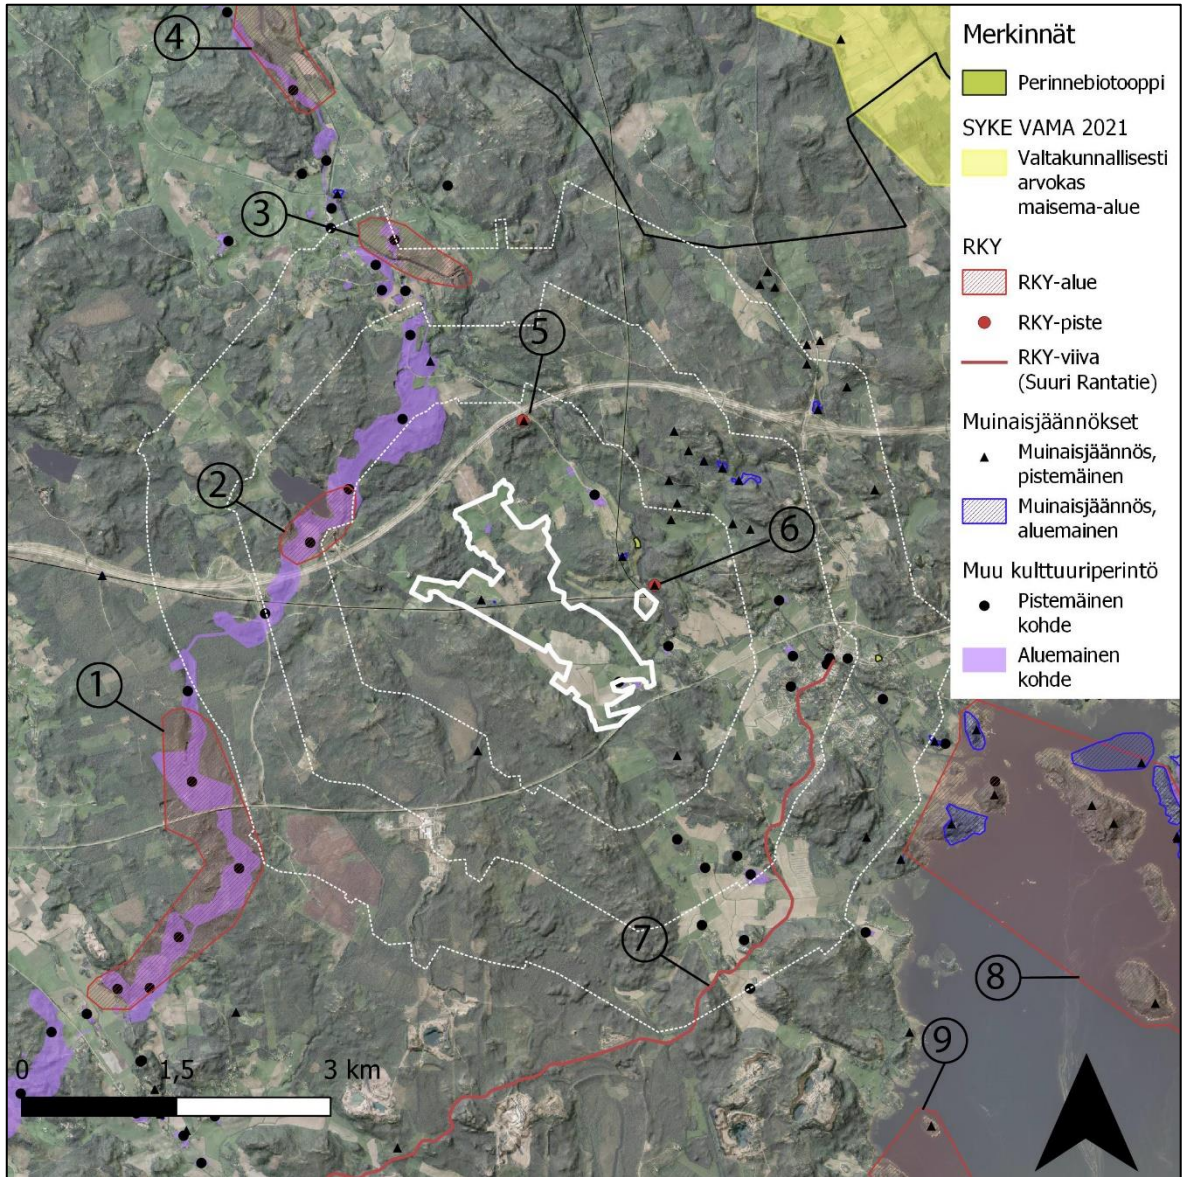 Merkinnät
Perinnebiotooppi
SYKE VAMA 2021
Valtakunnallisesti
arvokas
maisema-alue
RKY
RKY-alue
RKY-piste
RKY-viiva
(Suuri Rantatie)
Muinaisjäännökset
Muinaisjäännös,
pistemäinen
Muinaisjäännös,
aluemainen
Muu kulttuuriperintö
Pistemäinen
kohde
Aluemainen
kohde
4
3
5
2
6
1
7
8
9
0 1,5 3 km